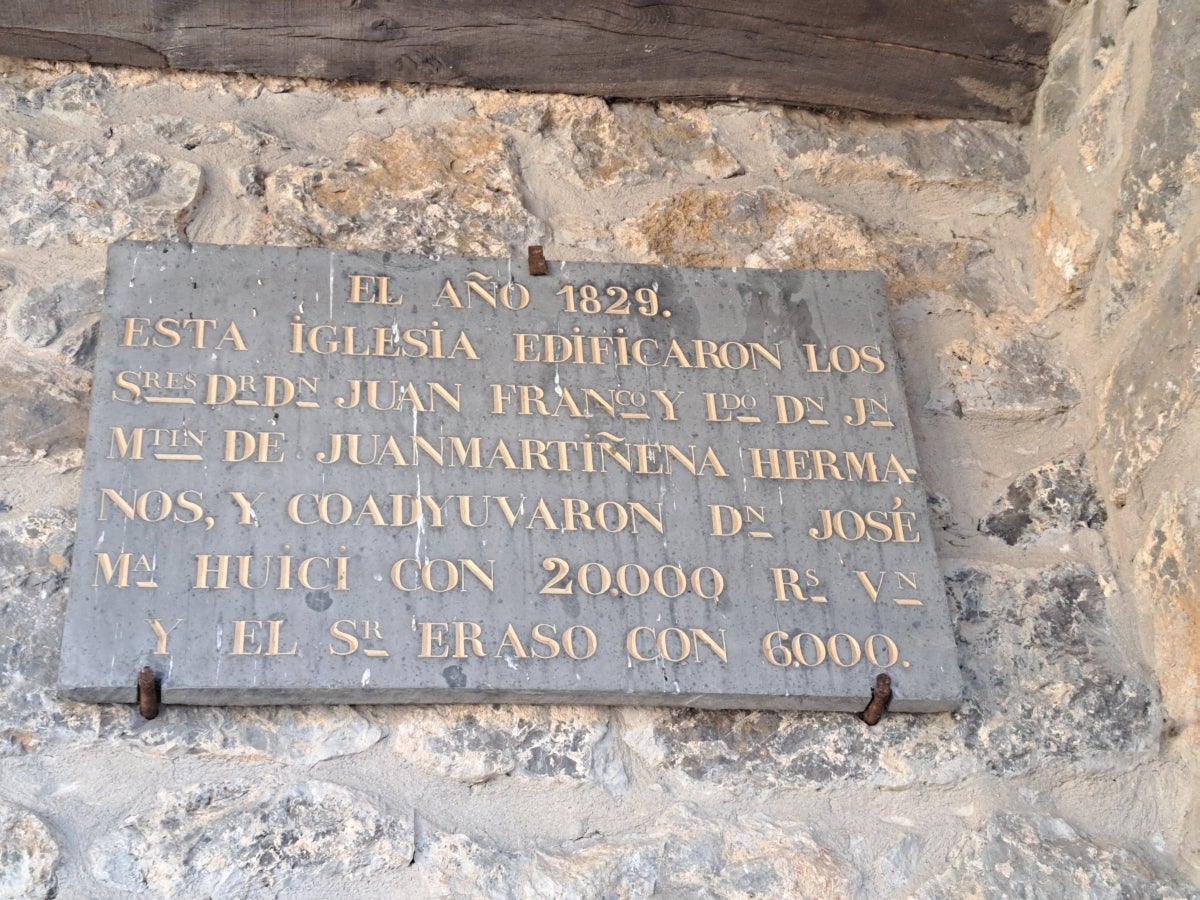 EL AÑO 1829.
ESTA IGLESIA EDIFICARON LOS
SRES DR DN JUAN FRANCO Y LDO DN JN
MTIN DE JUANMARTIÑENA HERMA-
NOS, Y COADYUVARON DN JOSÉ
MA HUICI CON 20.000 RS VN
Y EL SR ERASO CON 6.000.